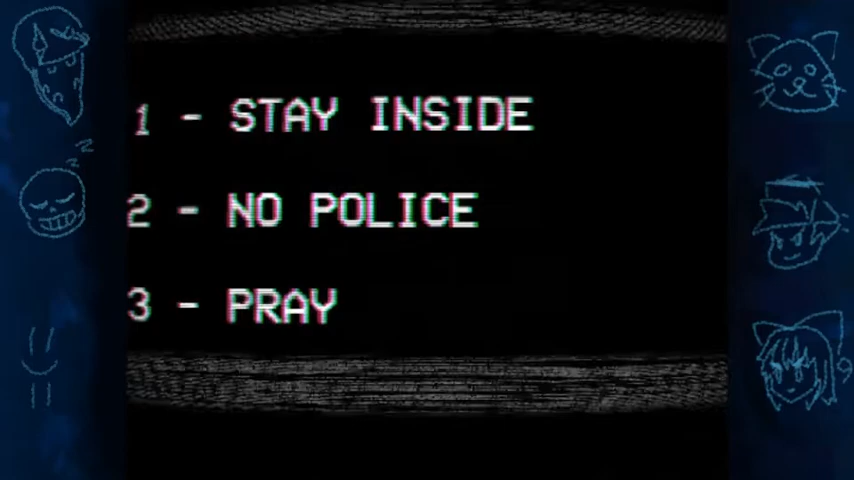 1 - STAY INSIDE
2 - NO POLICE
3 - PRAY
z z z